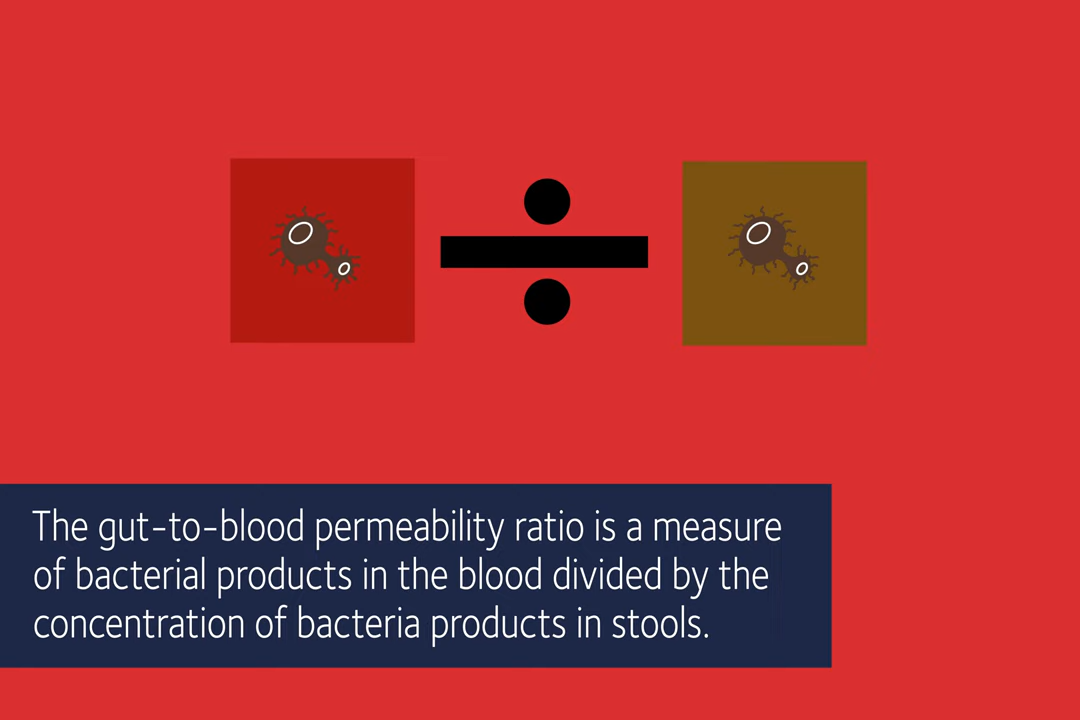 The gut-to-blood permeability ratio is a measure
of bacterial products in the blood divided by the
concentration of bacteria products in stools.